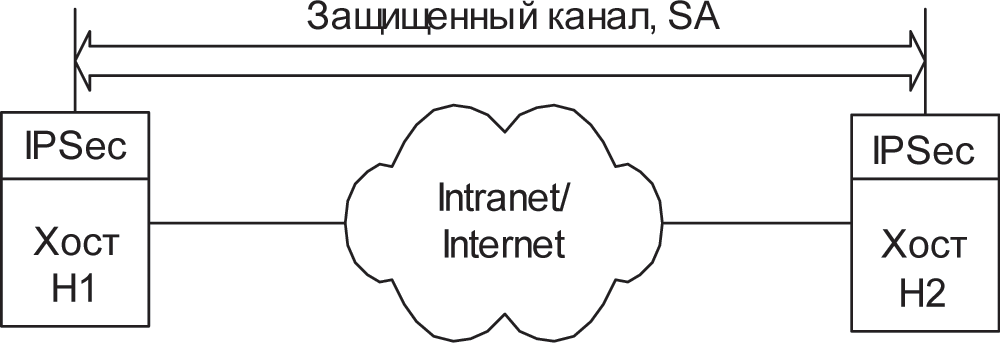 Защищенный канал, SA
IPSec
Хост
H1
Intranet/
Internet
IPSec
Хост
H2